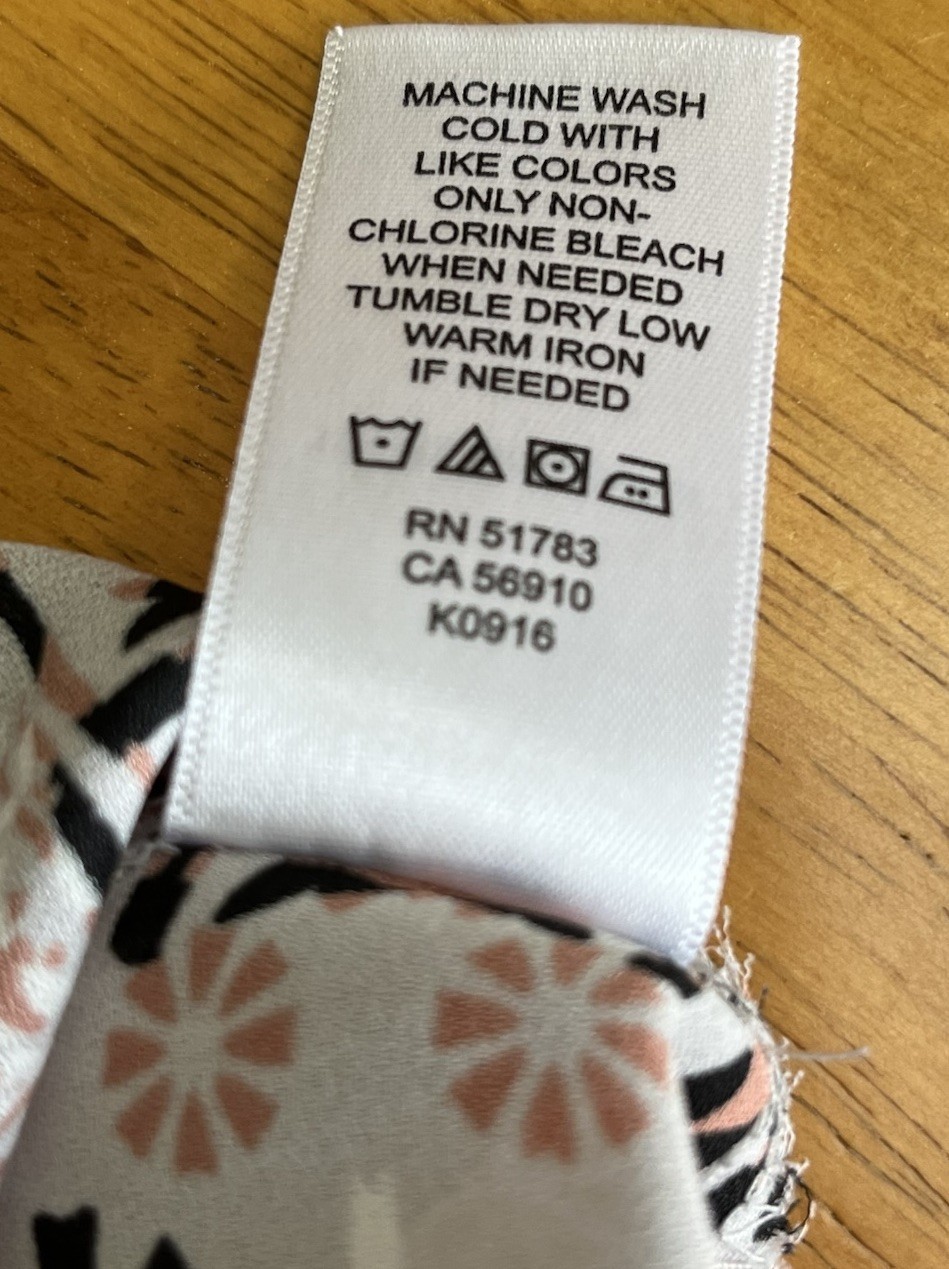 MACHINE WASH
COLD WITH
LIKE COLORS
ONLY NON-
CHLORINE BLEACH
WHEN NEEDED
TUMBLE DRY LOW
WARM IRON
IF NEEDED
RN 51783
CA 56910
K0916